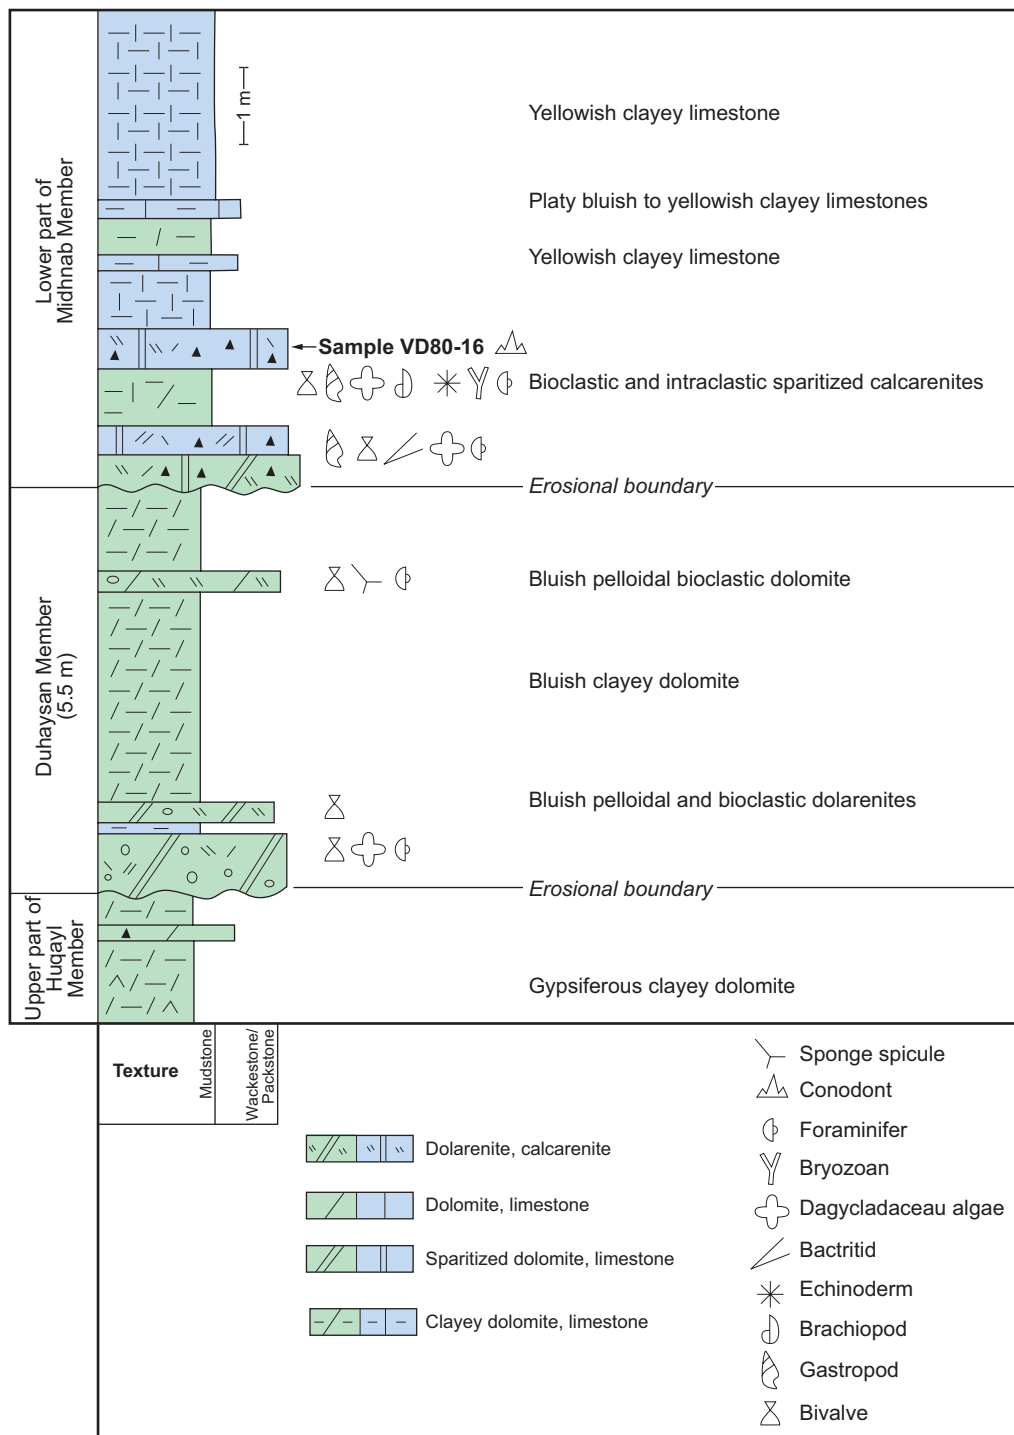 Lower part of
Midhnab Member
1 m
Yellowish clayey limestone
Platy bluish to yellowish clayey limestones
Yellowish clayey limestone
Sample VD80-16
Bioclastic and intraclastic sparitized calcarenites
Erosional boundary
Duhaysan Member
(5.5 m)
Bluish pelloidal bioclastic dolomite
Bluish clayey dolomite
Bluish pelloidal and bioclastic dolarenites
Erosional boundary
Upper part of
Huqayl
Member
Gypsiferous clayey dolomite
Texture
Mudstone
Wackestone/
Packstone
Dolarenite, calcarenite
Dolomite, limestone
Sparitized dolomite, limestone
Clayey dolomite, limestone
Sponge spicule
Conodont
Foraminifer
Bryozoan
Dagycladaceau algae
Bactritid
Echinoderm
Brachiopod
Gastropod
Bivalve